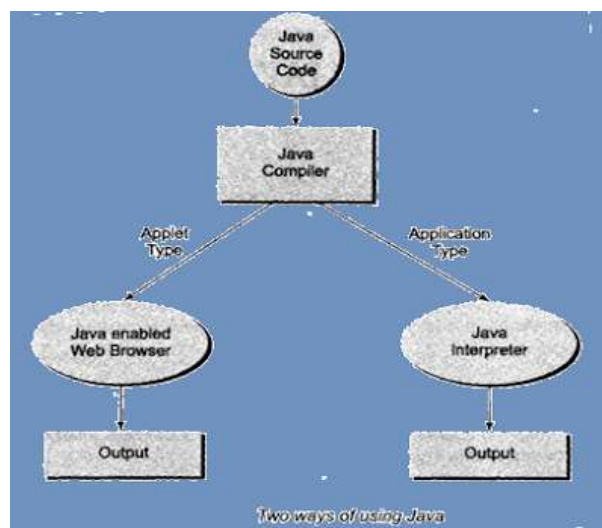 Java
Source
Code
Java
Compiler
Applet
Type
Application
Type
Java enabled
Web Browser
Java
Interpreter
Output
Output
Two ways of using Java